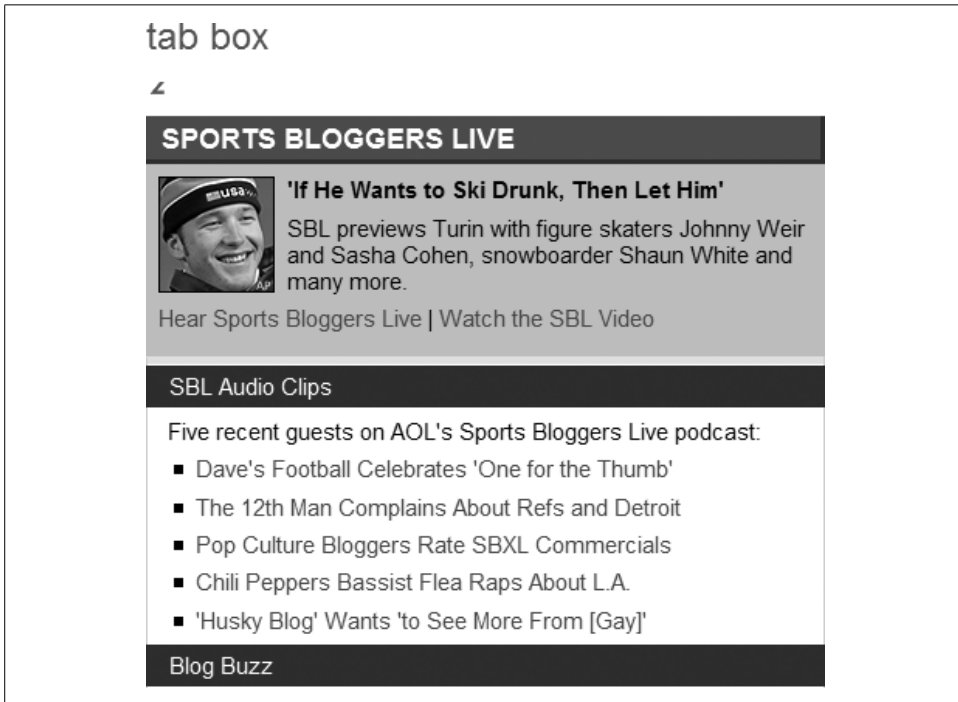 tab box
SPORTS BLOGGERS LIVE
usa
'If He Wants to Ski Drunk, Then Let Him'
SBL previews Turin with figure skaters Johnny Weir
and Sasha Cohen, snowboarder Shaun White and
many more.
AP
Hear Sports Bloggers Live | Watch the SBL Video
SBL Audio Clips
Five recent guests on AOL's Sports Bloggers Live podcast:
▪ Dave's Football Celebrates 'One for the Thumb'
▪ The 12th Man Complains About Refs and Detroit
▪ Pop Culture Bloggers Rate SBXL Commercials
▪ Chili Peppers Bassist Flea Raps About L.A.
▪ 'Husky Blog' Wants 'to See More From [Gay]'
Blog Buzz